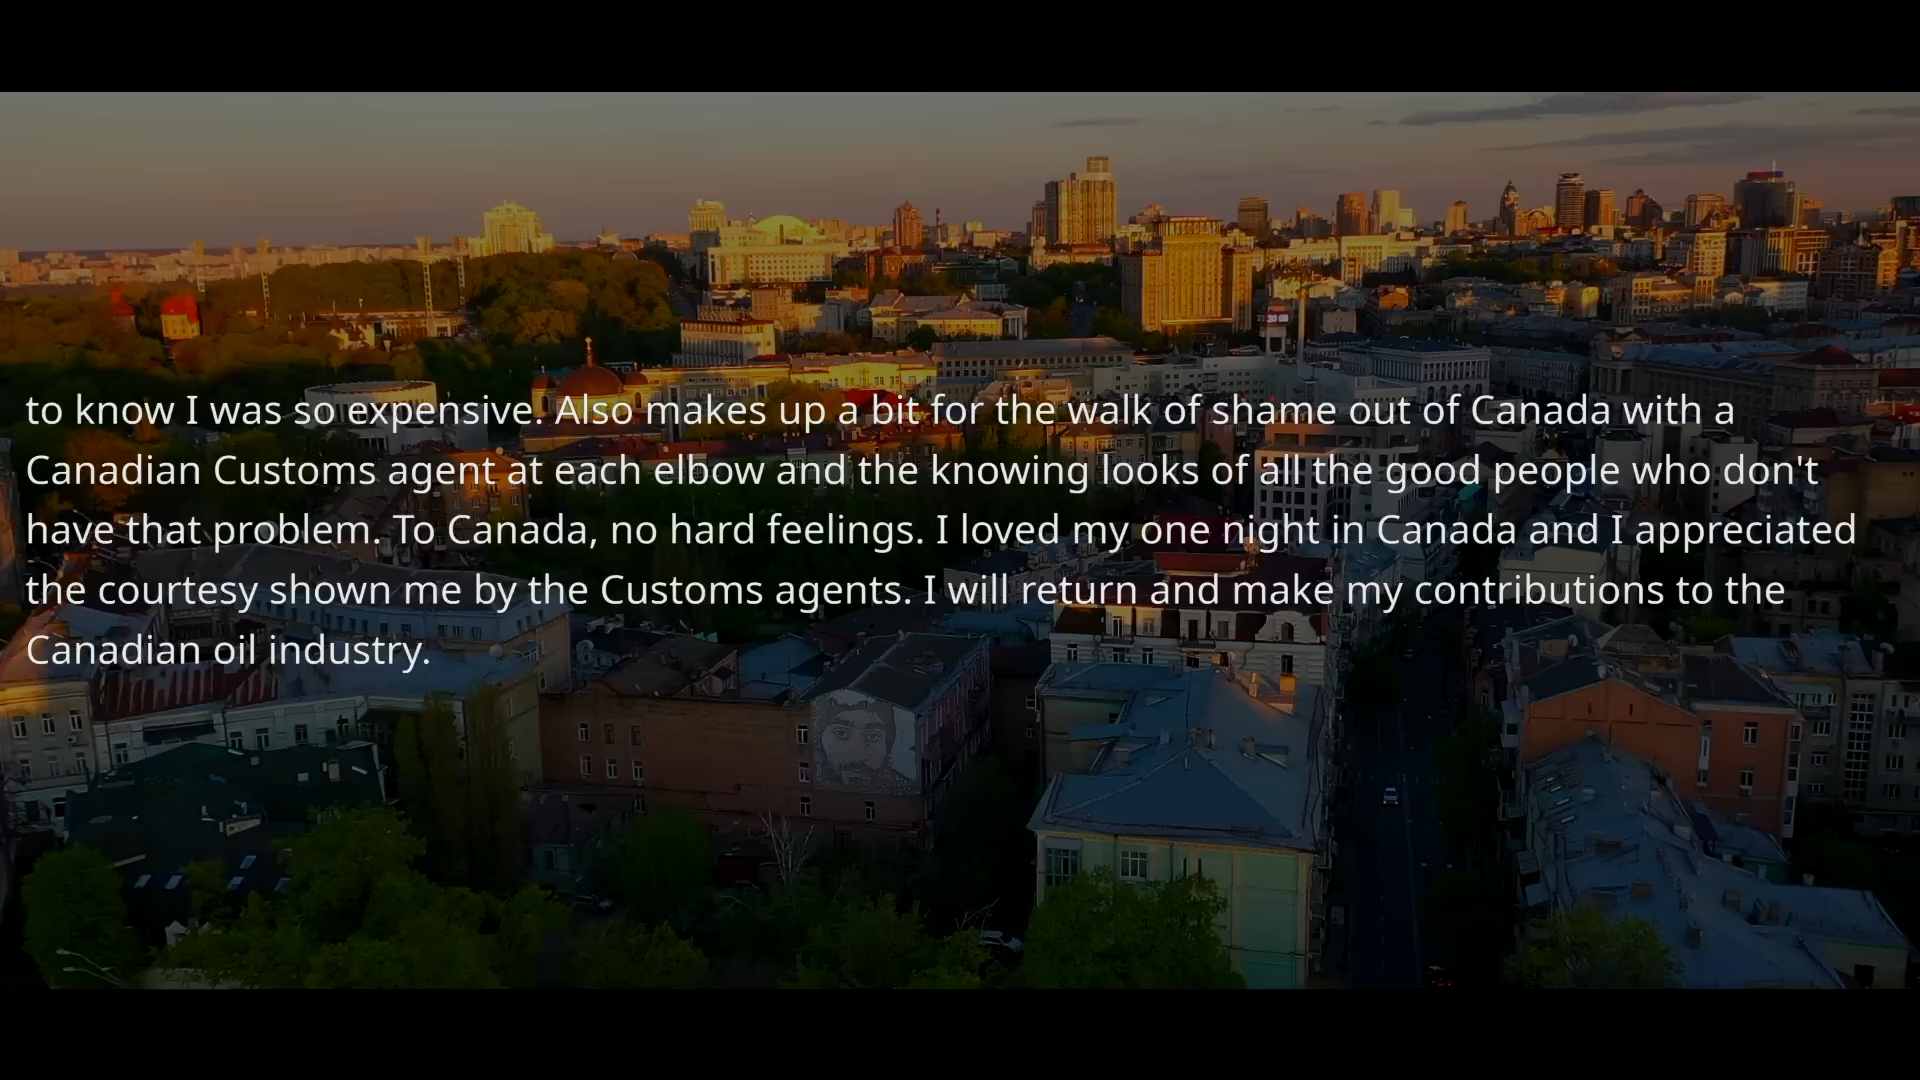 to know I was so expensive. Also makes up a bit for the walk of shame out of Canada with a
Canadian Customs agent at each elbow and the knowing looks of all the good people who don't
have that problem. To Canada, no hard feelings. I loved my one night in Canada and I appreciated
the courtesy shown me by the Customs agents. I will return and make my contributions to the
Canadian oil industry.